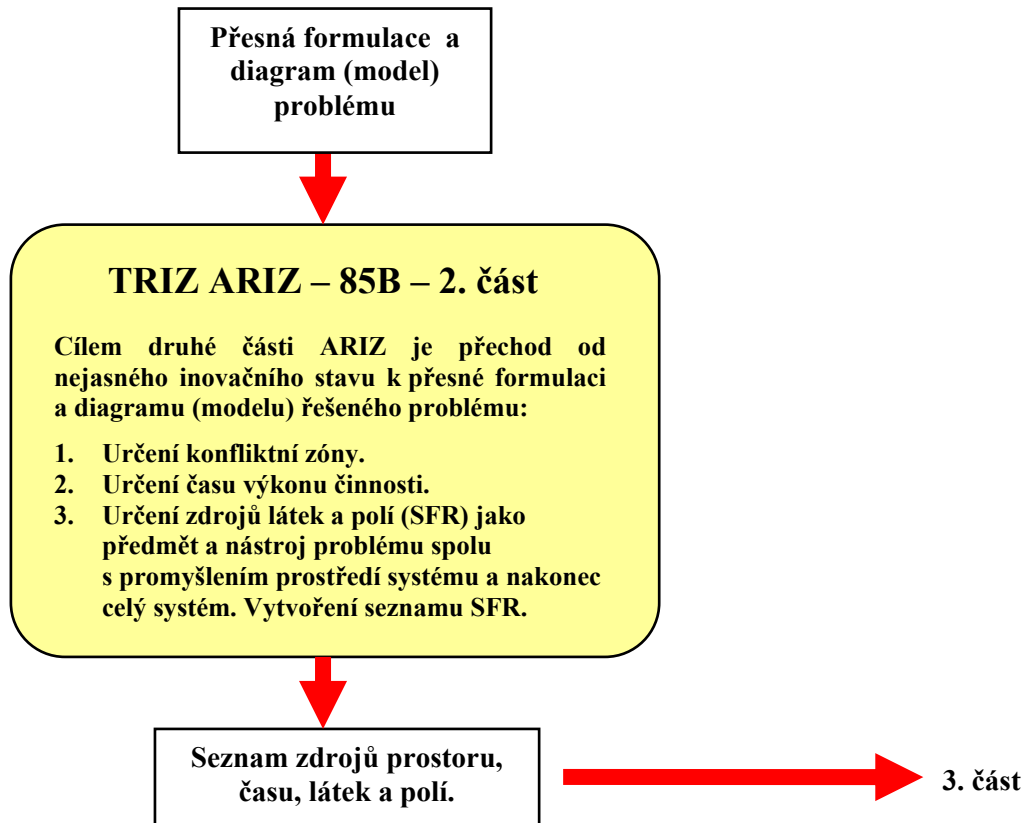 Přesná formulace a
diagram (model)
problému
TRIZ ARIZ – 85B – 2. část
Cílem druhé části ARIZ je přechod od
nejasného inovačního stavu k přesné formulaci
a diagramu (modelu) řešeného problému:
1. Určení konfliktní zóny.
2. Určení času výkonu činnosti.
3. Určení zdrojů látek a polí (SFR) jako
předmět a nástroj problému spolu
s promyšlením prostředí systému a nakonec
celý systém. Vytvoření seznamu SFR.
Seznam zdrojů prostoru,
času, látek a polí.
3. část